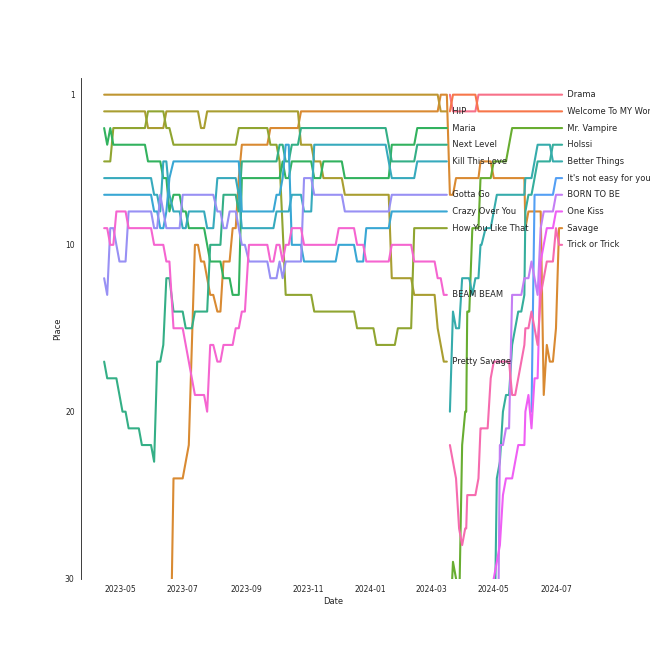 1
10
20
30
Place
2023-05
2023-07
2023-09
2023-11
2024-01
2024-03
2024-05
2024-07
Date
HIP
Maria
Next Level
Kill This Love
Gotta Go
Crazy Over You
How You Like That
BEAM BEAM
Pretty Savage
Drama
Welcome To MY Wor
Mr. Vampire
Holssi
Better Things
It's not easy for you
BORN TO BE
One Kiss
Savage
Trick or Trick